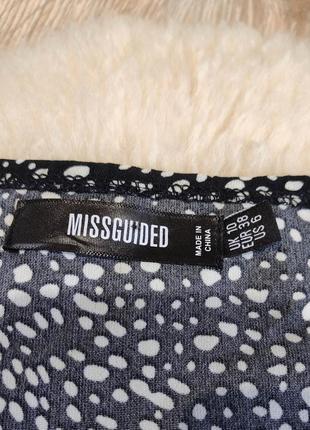 MISSGUIDED
MADE IN
CHINA
UK 10
EUR 38
US 6